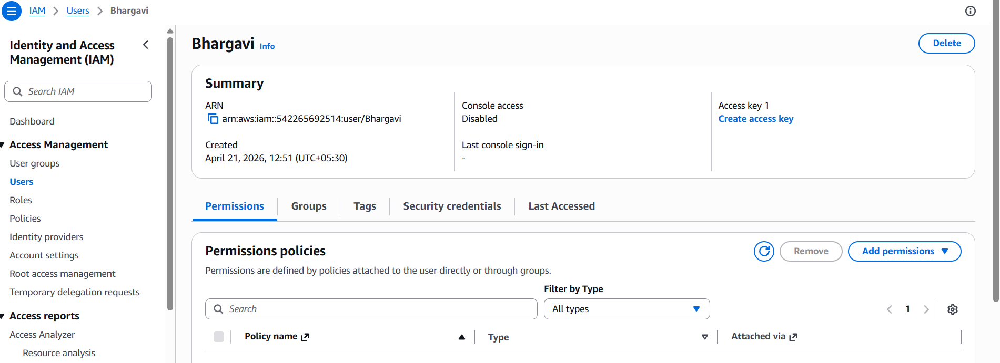 IAM > Users > Bhargavi
Identity and Access
Management (IAM)
Search IAM
Dashboard
Access Management
User groups
Users
Roles
Policies
Identity providers
Account settings
Root access management
Temporary delegation requests
Access reports
Access Analyzer
Resource analysis
Bhargavi Info
Delete
Summary
ARN
arn:aws:iam::542265692514:user/Bhargavi
Created
April 21, 2026, 12:51 (UTC+05:30)
Console access
Disabled
Last console sign-in
-
Access key 1
Create access key
Permissions Groups Tags Security credentials Last Accessed
Permissions policies
Remove Add permissions
Permissions are defined by policies attached to the user directly or through groups.
Filter by Type
Search All types 1
Policy name Type Attached via